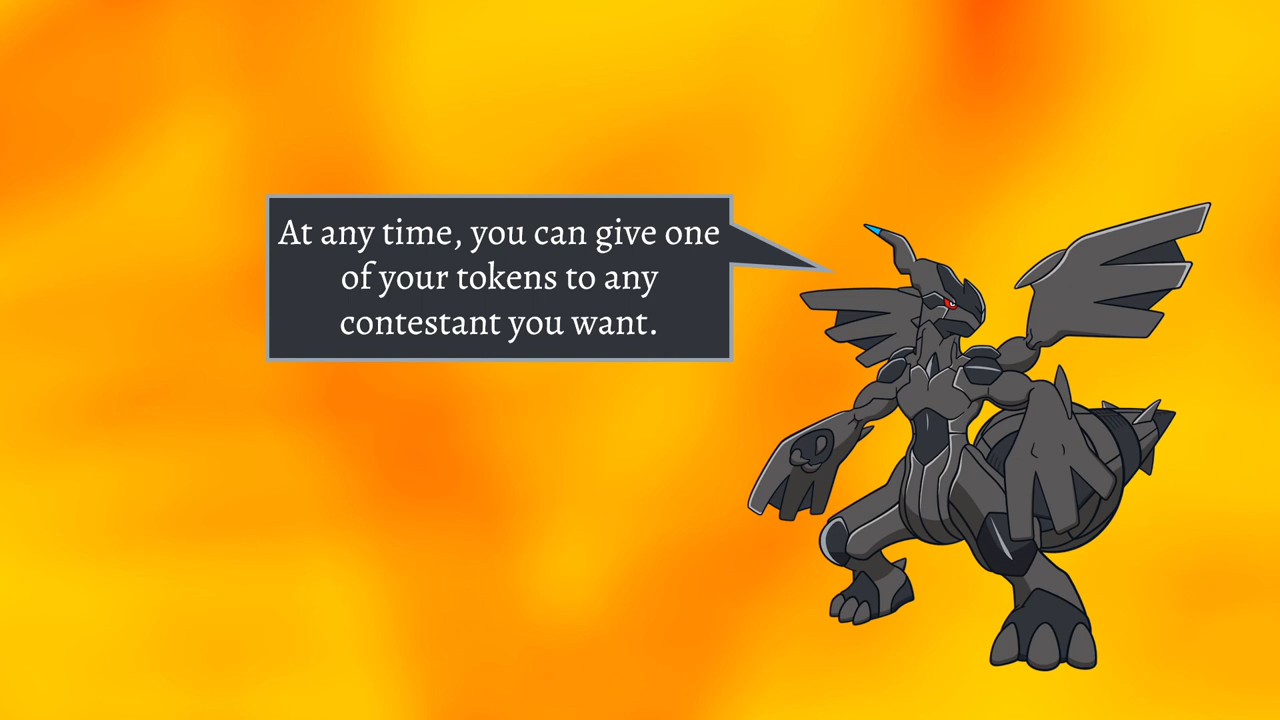 At any time, you can give one
of your tokens to any
contestant you want.